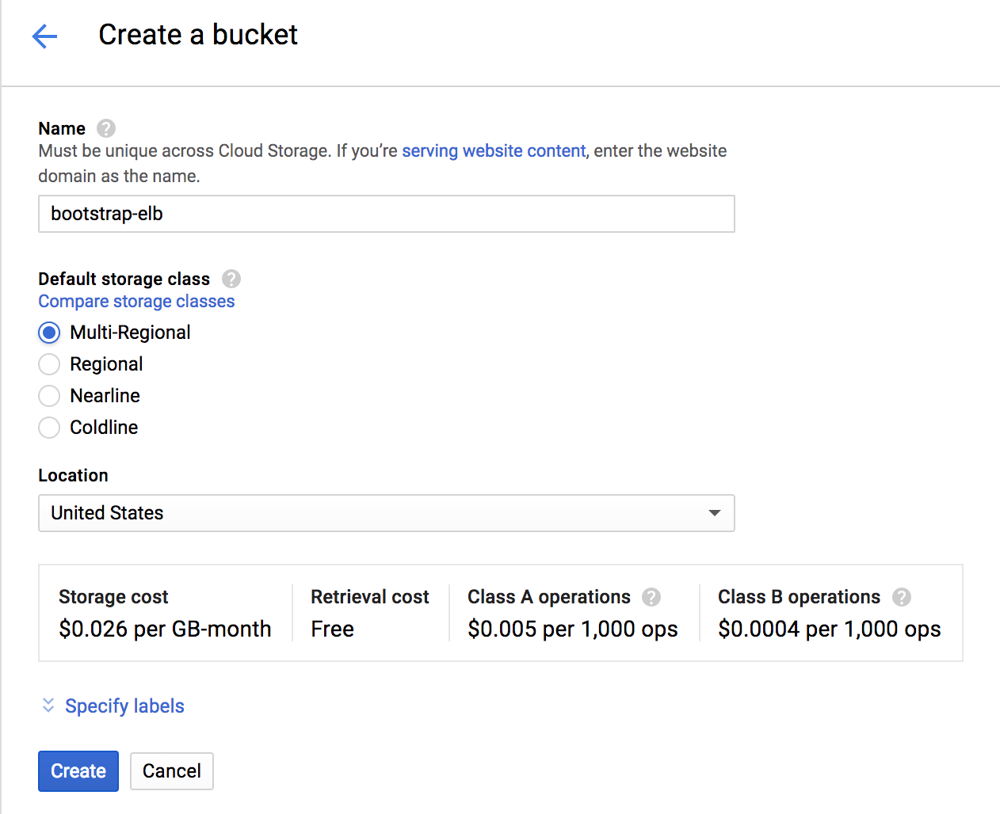 Create a bucket
Name
Must be unique across Cloud Storage. If you’re serving website content, enter the website
domain as the name.
bootstrap-elb
Default storage class
Compare storage classes
Multi-Regional
Regional
Nearline
Coldline
Location
United States
Storage cost
$0.026 per GB-month
Retrieval cost
Free
Class A operations
$0.005 per 1,000 ops
Class B operations
$0.0004 per 1,000 ops
Specify labels
Create
Cancel